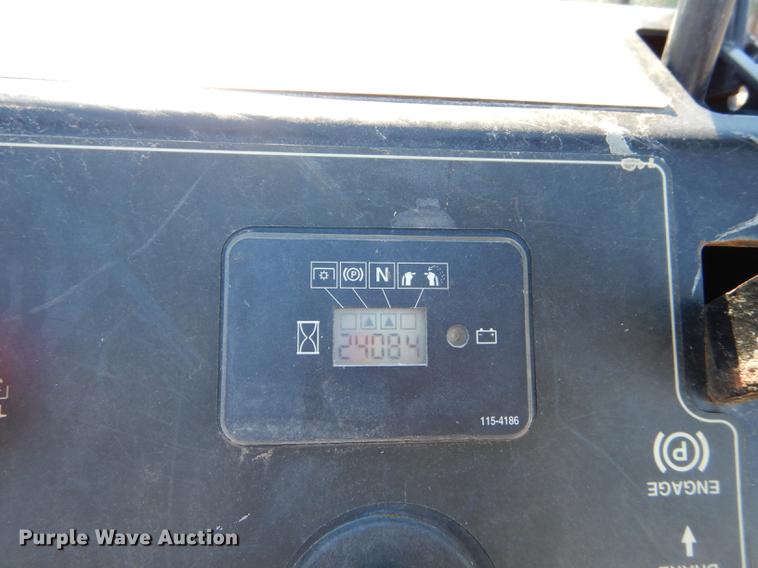 (P) N
24084
115-4186
(P)
ENGAGE
Purple Wave Auction